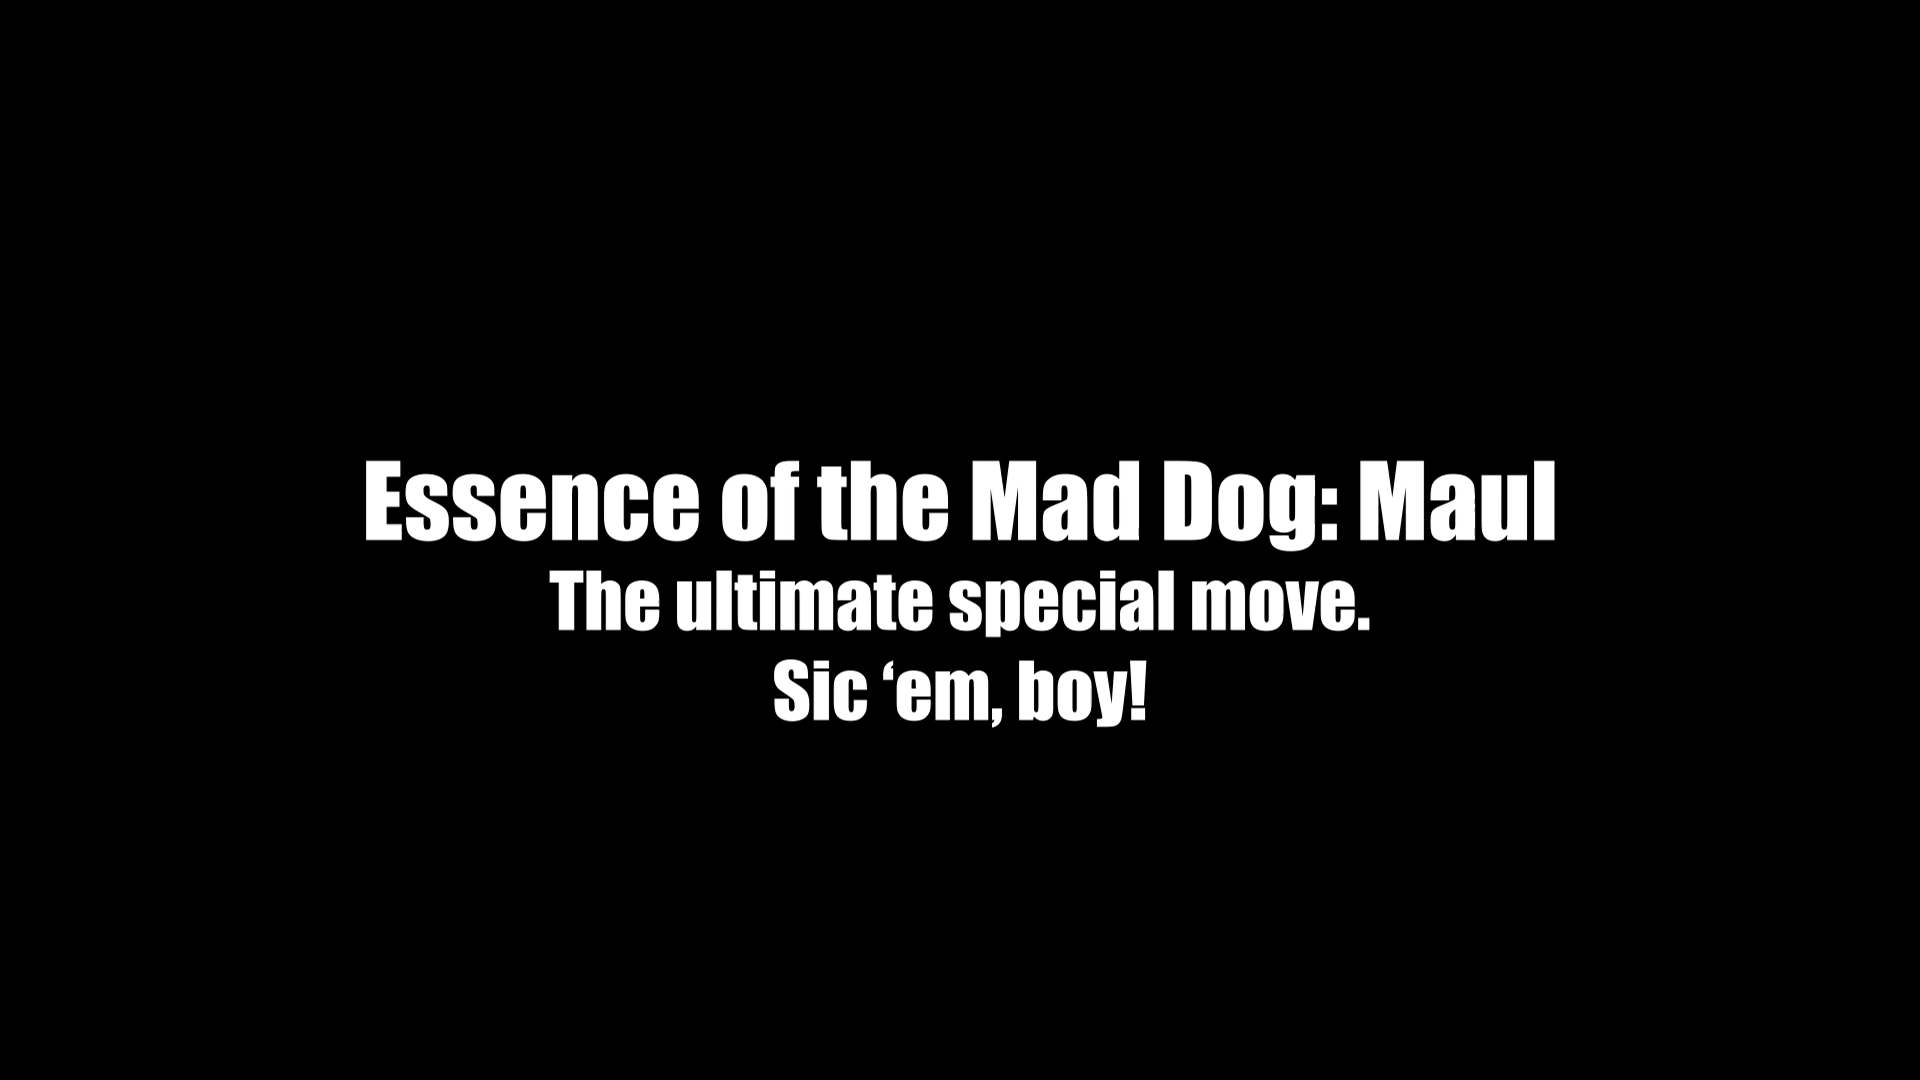 Essence of the Mad Dog: Maul
The ultimate special move.
Sic ‘em, boy!